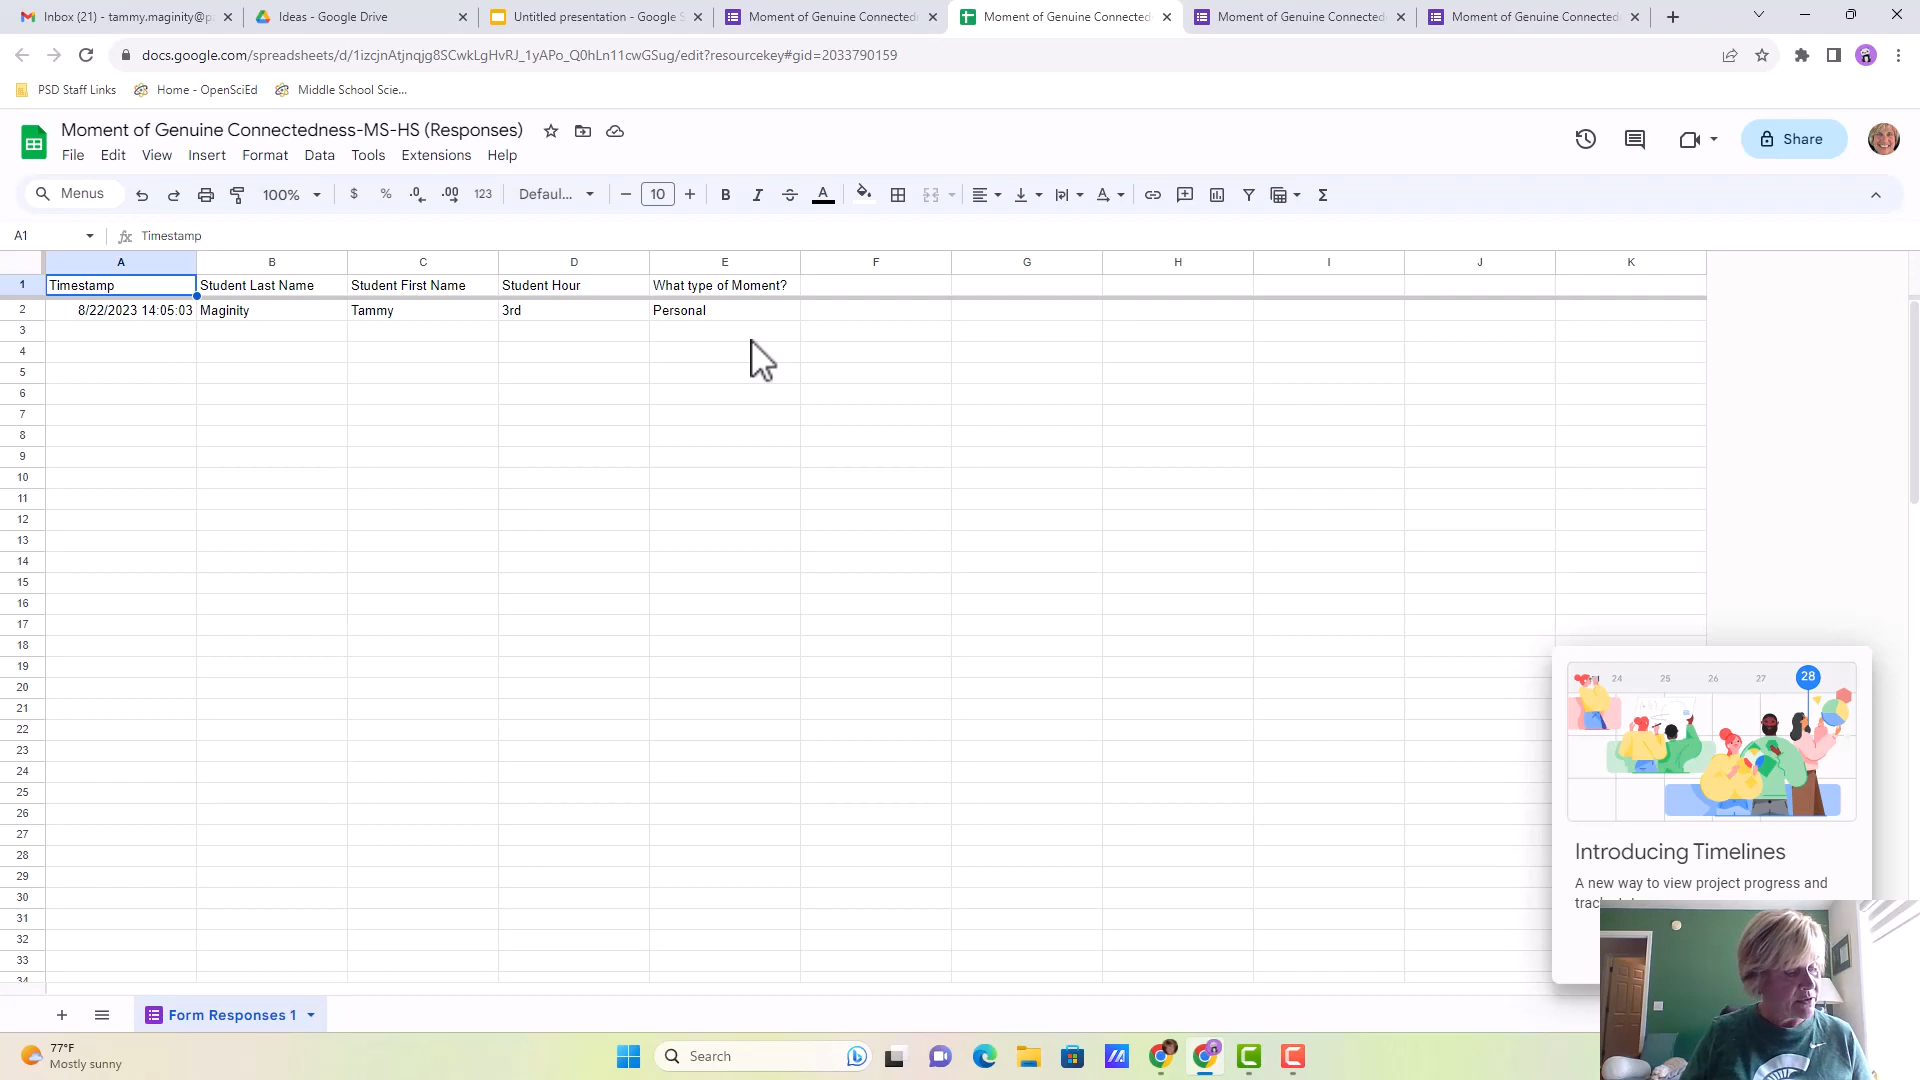 Inbox (21) - tammy.maginity@p
Ideas - Google Drive
Untitled presentation - Google S
Moment of Genuine Connected
Moment of Genuine Connected
Moment of Genuine Connected
Moment of Genuine Connected
docs.google.com/spreadsheets/d/1izcjnAtjnqjg8SCwkLgHvRJ_1yAPo_Q0hLn11cwGSug/edit?resourcekey#gid=2033790159
PSD Staff Links
Home - OpenSciEd
Middle School Scie...
Moment of Genuine Connectedness-MS-HS (Responses)
File Edit View Insert Format Data Tools Extensions Help
Share
Menus 100% $ % .0 .00 123 Defaul... − 10 + B I A Σ
A1 fx Timestamp
A B C D E F G H I J K
1 Timestamp Student Last Name Student First Name Student Hour What type of Moment?
2 8/22/2023 14:05:03 Maginity Tammy 3rd Personal
3
4
5
6
7
8
9
10
11
12
13
14
15
16
17
18
19
20
21
22
23
24
25
26
27
28
29
30
31
32
33
34
24 25 26 27 28
Introducing Timelines
A new way to view project progress and
Form Responses 1
77°F
Mostly sunny
Search